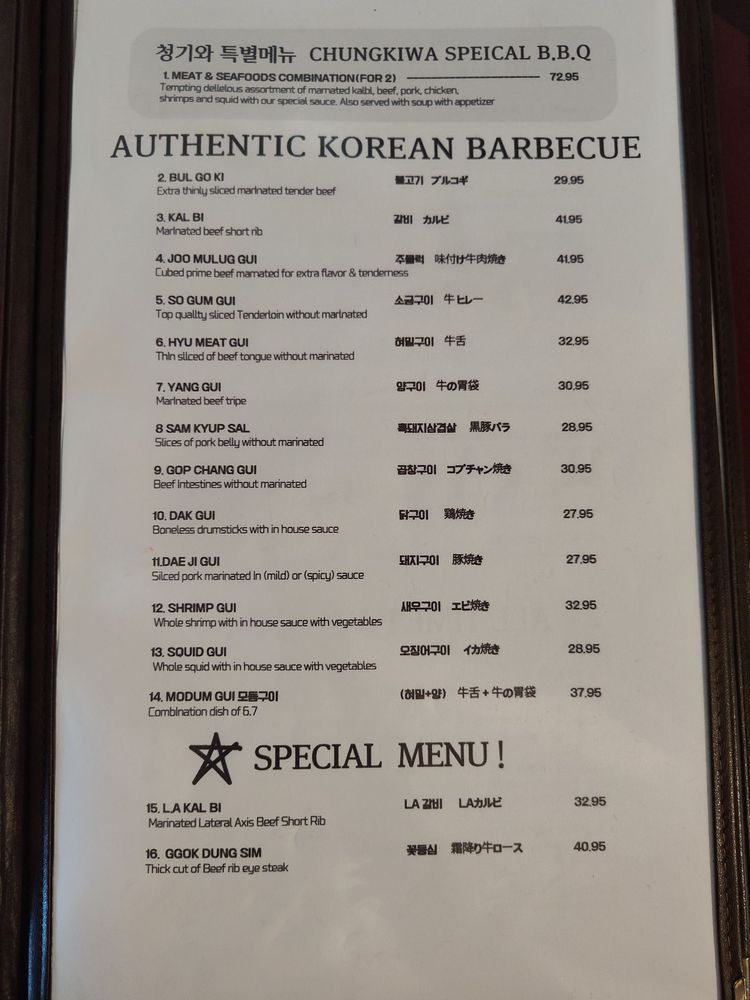 청기와 특별메뉴 CHUNGKIWA SPEICAL B.B.Q
1. MEAT & SEAFOODS COMBINATION(FOR 2) 72.95
Tempting dellelous assortment of marnated kalbl, beef, pork, chicken,
shrimps and squid with our special sauce. Also served with soup with appetizer
AUTHENTIC KOREAN BARBECUE
2. BUL GO KI 불고기 プルコギ 29.95
Extra thinly sliced marInated tender beef
3. KAL BI 갈비 カルビ 41.95
MarInated beef short rib
4. JOO MULUG GUI 주물럭 味付け牛肉焼き 41.95
Cubed prime beef marnated for extra flavor & tenderness
5. SO GUM GUI 소금구이 牛ヒレー 42.95
Top qualIty sliced Tenderloin without marInated
6. HYU MEAT GUI 혀밑구이 牛舌 32.95
ThIn slIced of beef tongue without marinated
7. YANG GUI 양구이 牛の胃袋 30.95
MarInated beef tripe
8 SAM KYUP SAL 흑돼지삼겹살 黒豚バラ 28.95
Slices of pork belly without marinated
9. GOP CHANG GUI 곱창구이 コプチャン焼き 30.95
Beef Intestines without marinated
10. DAK GUI 닭구이 鶏焼き 27.95
Boneless drumsticks with in house sauce
11.DAE JI GUI 돼지구이 豚焼き 27.95
Silced pork marinated In (mild) or (spicy) sauce
12. SHRIMP GUI 새우구이 エビ焼き 32.95
Whole shrimp with in house sauce with vegetables
13. SQUID GUI 오징어구이 イカ焼き 28.95
Whole squid with in house sauce with vegetables
14. MODUM GUI 모듬구이 (혀밑+양) 牛舌 + 牛の胃袋 37.95
CombInation dish of 6.7
SPECIAL MENU !
15. L.A KAL BI LA 갈비 LAカルビ 32.95
Marinated Lateral Axis Beef Short Rib
16. GGOK DUNG SIM 꽃등심 霜降り牛ロース 40.95
Thick cut of Beef rib eye steak